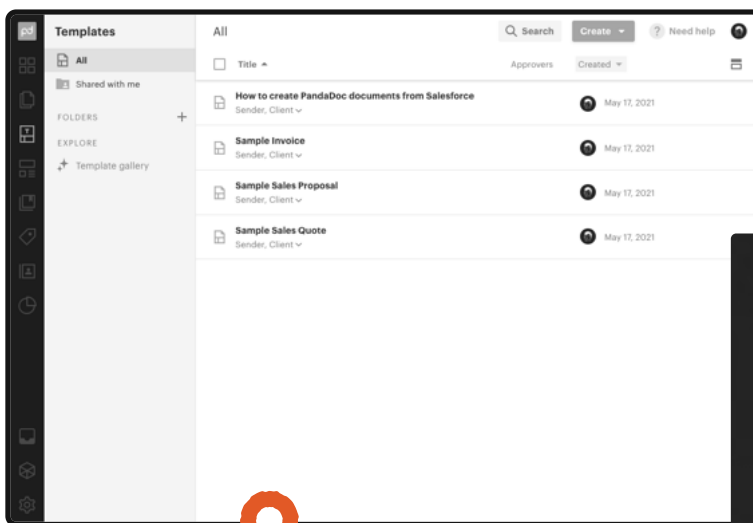 pd
Templates
All
Shared with me
FOLDERS +
EXPLORE
Template gallery
All
Search
Create
? Need help
Title
Approvers
Created
How to create PandaDoc documents from Salesforce
Sender, Client
May 17, 2021
Sample Invoice
Sender, Client
May 17, 2021
Sample Sales Proposal
Sender, Client
May 17, 2021
Sample Sales Quote
Sender, Client
May 17, 2021